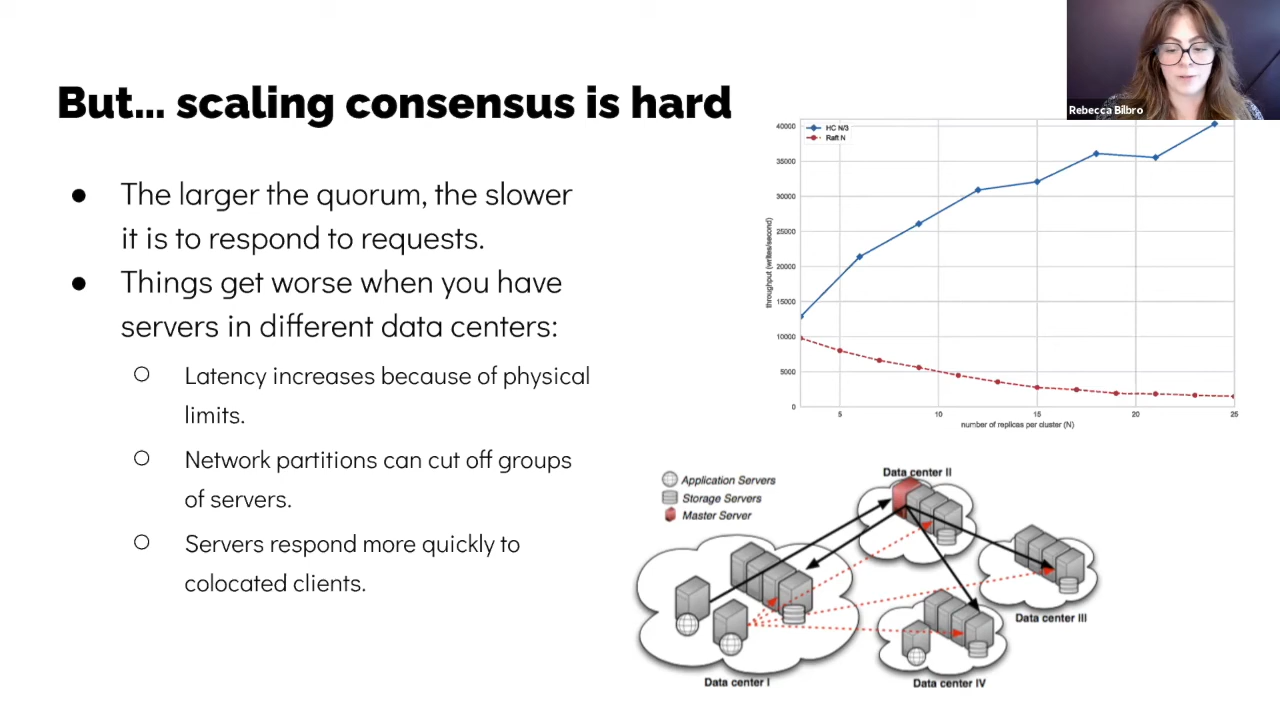 But... scaling consensus is hard
● The larger the quorum, the slower
it is to respond to requests.
● Things get worse when you have
servers in different data centers:
○ Latency increases because of physical
limits.
○ Network partitions can cut off groups
of servers.
○ Servers respond more quickly to
colocated clients.
Rebecca Bilbro
HC N/3
Raft N
40000
35000
30000
25000
20000
15000
10000
5000
0
throughput (writes/second)
5 10 15 20 25
number of replicas per cluster (N)
Application Servers
Storage Servers
Master Server
Data center II
Data center III
Data center I
Data center IV